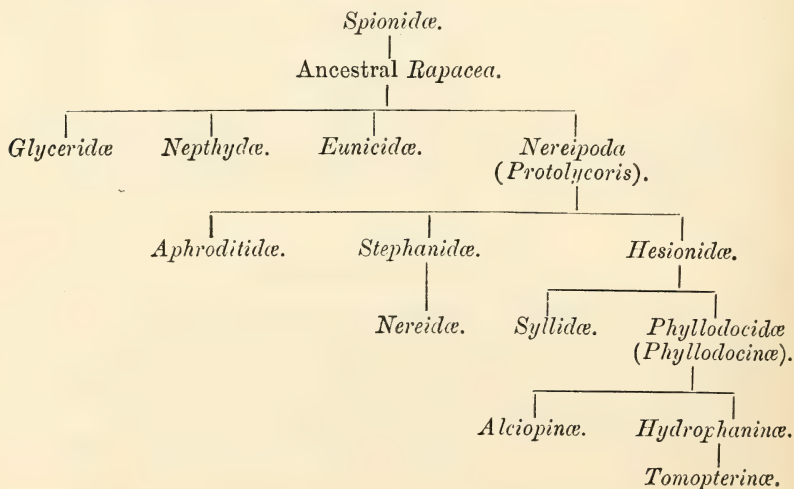 Spionidæ.
Ancestral Rapacea.
Glyceridæ Nepthydæ. Eunicidæ. Nereipoda
(Protolycoris).
Aphroditidæ. Stephanidæ. Hesionidæ.
Nereidæ. Syllidæ. Phyllodocidæ
(Phyllodocinæ).
Alciopinæ. Hydrophaninæ.
Tomopterinæ.